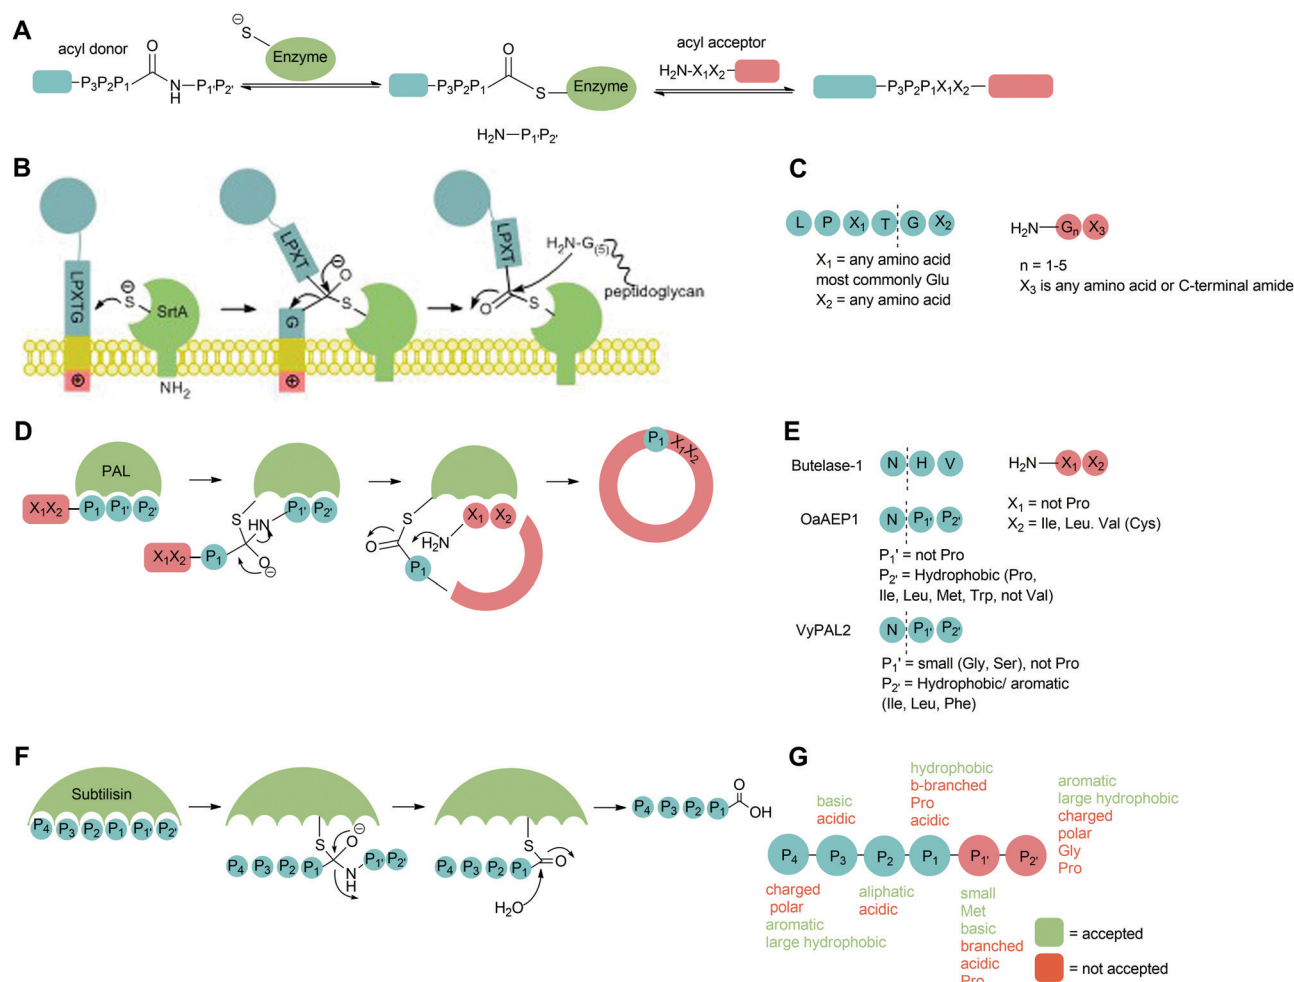 A
acyl donor
P₃P₂P₁
O
N
H
P₁'P₂'
⊖
S
Enzyme
P₃P₂P₁
O
S
Enzyme
H₂N–P₁'P₂'
acyl acceptor
H₂N-X₁X₂
P₃P₂P₁X₁X₂
B
LPXTG
⊖
S
SrtA
NH₂
⊕
LPXT
⊖
O
S
G
⊕
LPXT
O
S
H₂N-G₍₅₎
peptidoglycan
C
L P X₁ T G X₂
X₁ = any amino acid
most commonly Glu
X₂ = any amino acid
H₂N Gₙ X₃
n = 1-5
X₃ is any amino acid or C-terminal amide
D
PAL
X₁X₂ P₁ P₁' P₂'
S
HN
P₁' P₂'
X₁X₂ P₁
O
⊖
S
O
H₂N
X₁ X₂
P₁
P₁ X₁X₂
E
Butelase-1
N H V
H₂N X₁ X₂
X₁ = not Pro
X₂ = Ile, Leu. Val (Cys)
OaAEP1
N P₁' P₂'
P₁' = not Pro
P₂' = Hydrophobic (Pro,
Ile, Leu, Met, Trp, not Val)
VyPAL2
N P₁' P₂'
P₁' = small (Gly, Ser), not Pro
P₂' = Hydrophobic/ aromatic
(Ile, Leu, Phe)
F
Subtilisin
P₄ P₃ P₂ P₁ P₁' P₂'
⊖
S O
P₄ P₃ P₂ P₁
N
H
P₁' P₂'
S
P₄ P₃ P₂ P₁
O
H₂O
P₄ P₃ P₂ P₁
O
OH
G
hydrophobic
b-branched
Pro
acidic
basic
acidic
aromatic
large hydrophobic
charged
polar
Gly
Pro
P₄ P₃ P₂ P₁ P₁' P₂'
charged
polar
aromatic
large hydrophobic
aliphatic
acidic
small
Met
basic
branched
acidic
Pro
= accepted
= not accepted